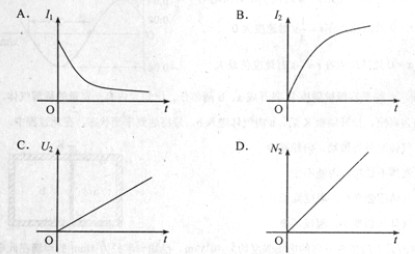 A. I₁
O t
B. I₂
O t
C. U₂
O t
D. N₂
O t